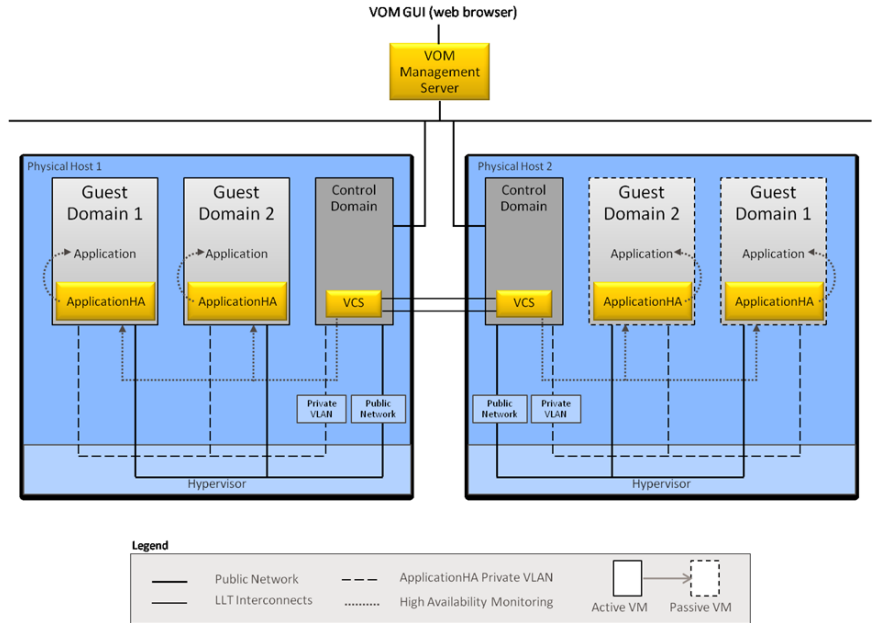 VOM GUI (web browser)
VOM
Management
Server
Physical Host 1
Guest
Domain 1
Application
ApplicationHA
Guest
Domain 2
Application
ApplicationHA
Control
Domain
VCS
Private
VLAN
Public
Network
Hypervisor
Physical Host 2
Control
Domain
VCS
Guest
Domain 2
Application
ApplicationHA
Guest
Domain 1
Application
ApplicationHA
Public
Network
Private
VLAN
Hypervisor
Legend
Public Network
LLT Interconnects
ApplicationHA Private VLAN
High Availability Monitoring
Active VM
Passive VM